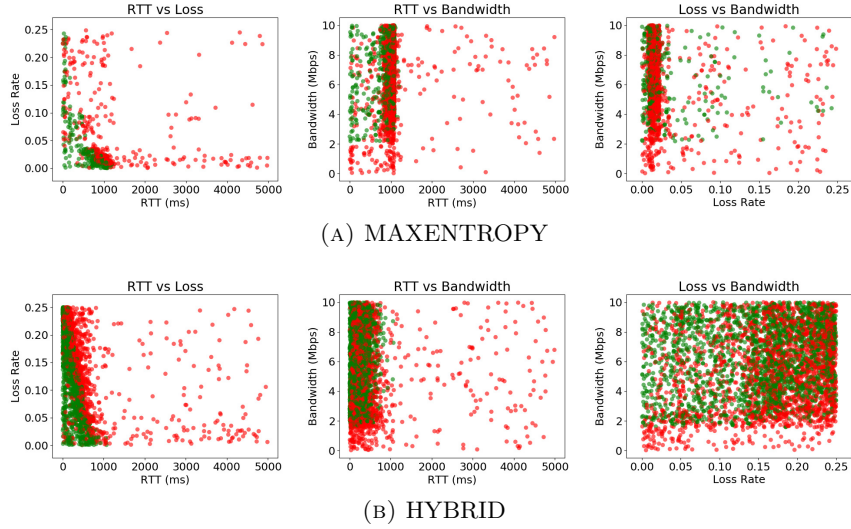 RTT vs Loss
RTT vs Bandwidth
Loss vs Bandwidth
Loss Rate
0.25
0.20
0.15
0.10
0.05
0.00
0 1000 2000 3000 4000 5000
RTT (ms)
Bandwidth (Mbps)
10
8
6
4
2
0
0 1000 2000 3000 4000 5000
RTT (ms)
Bandwidth (Mbps)
10
8
6
4
2
0
0.00 0.05 0.10 0.15 0.20 0.25
Loss Rate
(A) MAXENTROPY
RTT vs Loss
RTT vs Bandwidth
Loss vs Bandwidth
Loss Rate
0.25
0.20
0.15
0.10
0.05
0.00
0 1000 2000 3000 4000 5000
RTT (ms)
Bandwidth (Mbps)
10
8
6
4
2
0
0 1000 2000 3000 4000 5000
RTT (ms)
Bandwidth (Mbps)
10
8
6
4
2
0
0.00 0.05 0.10 0.15 0.20 0.25
Loss Rate
(B) HYBRID